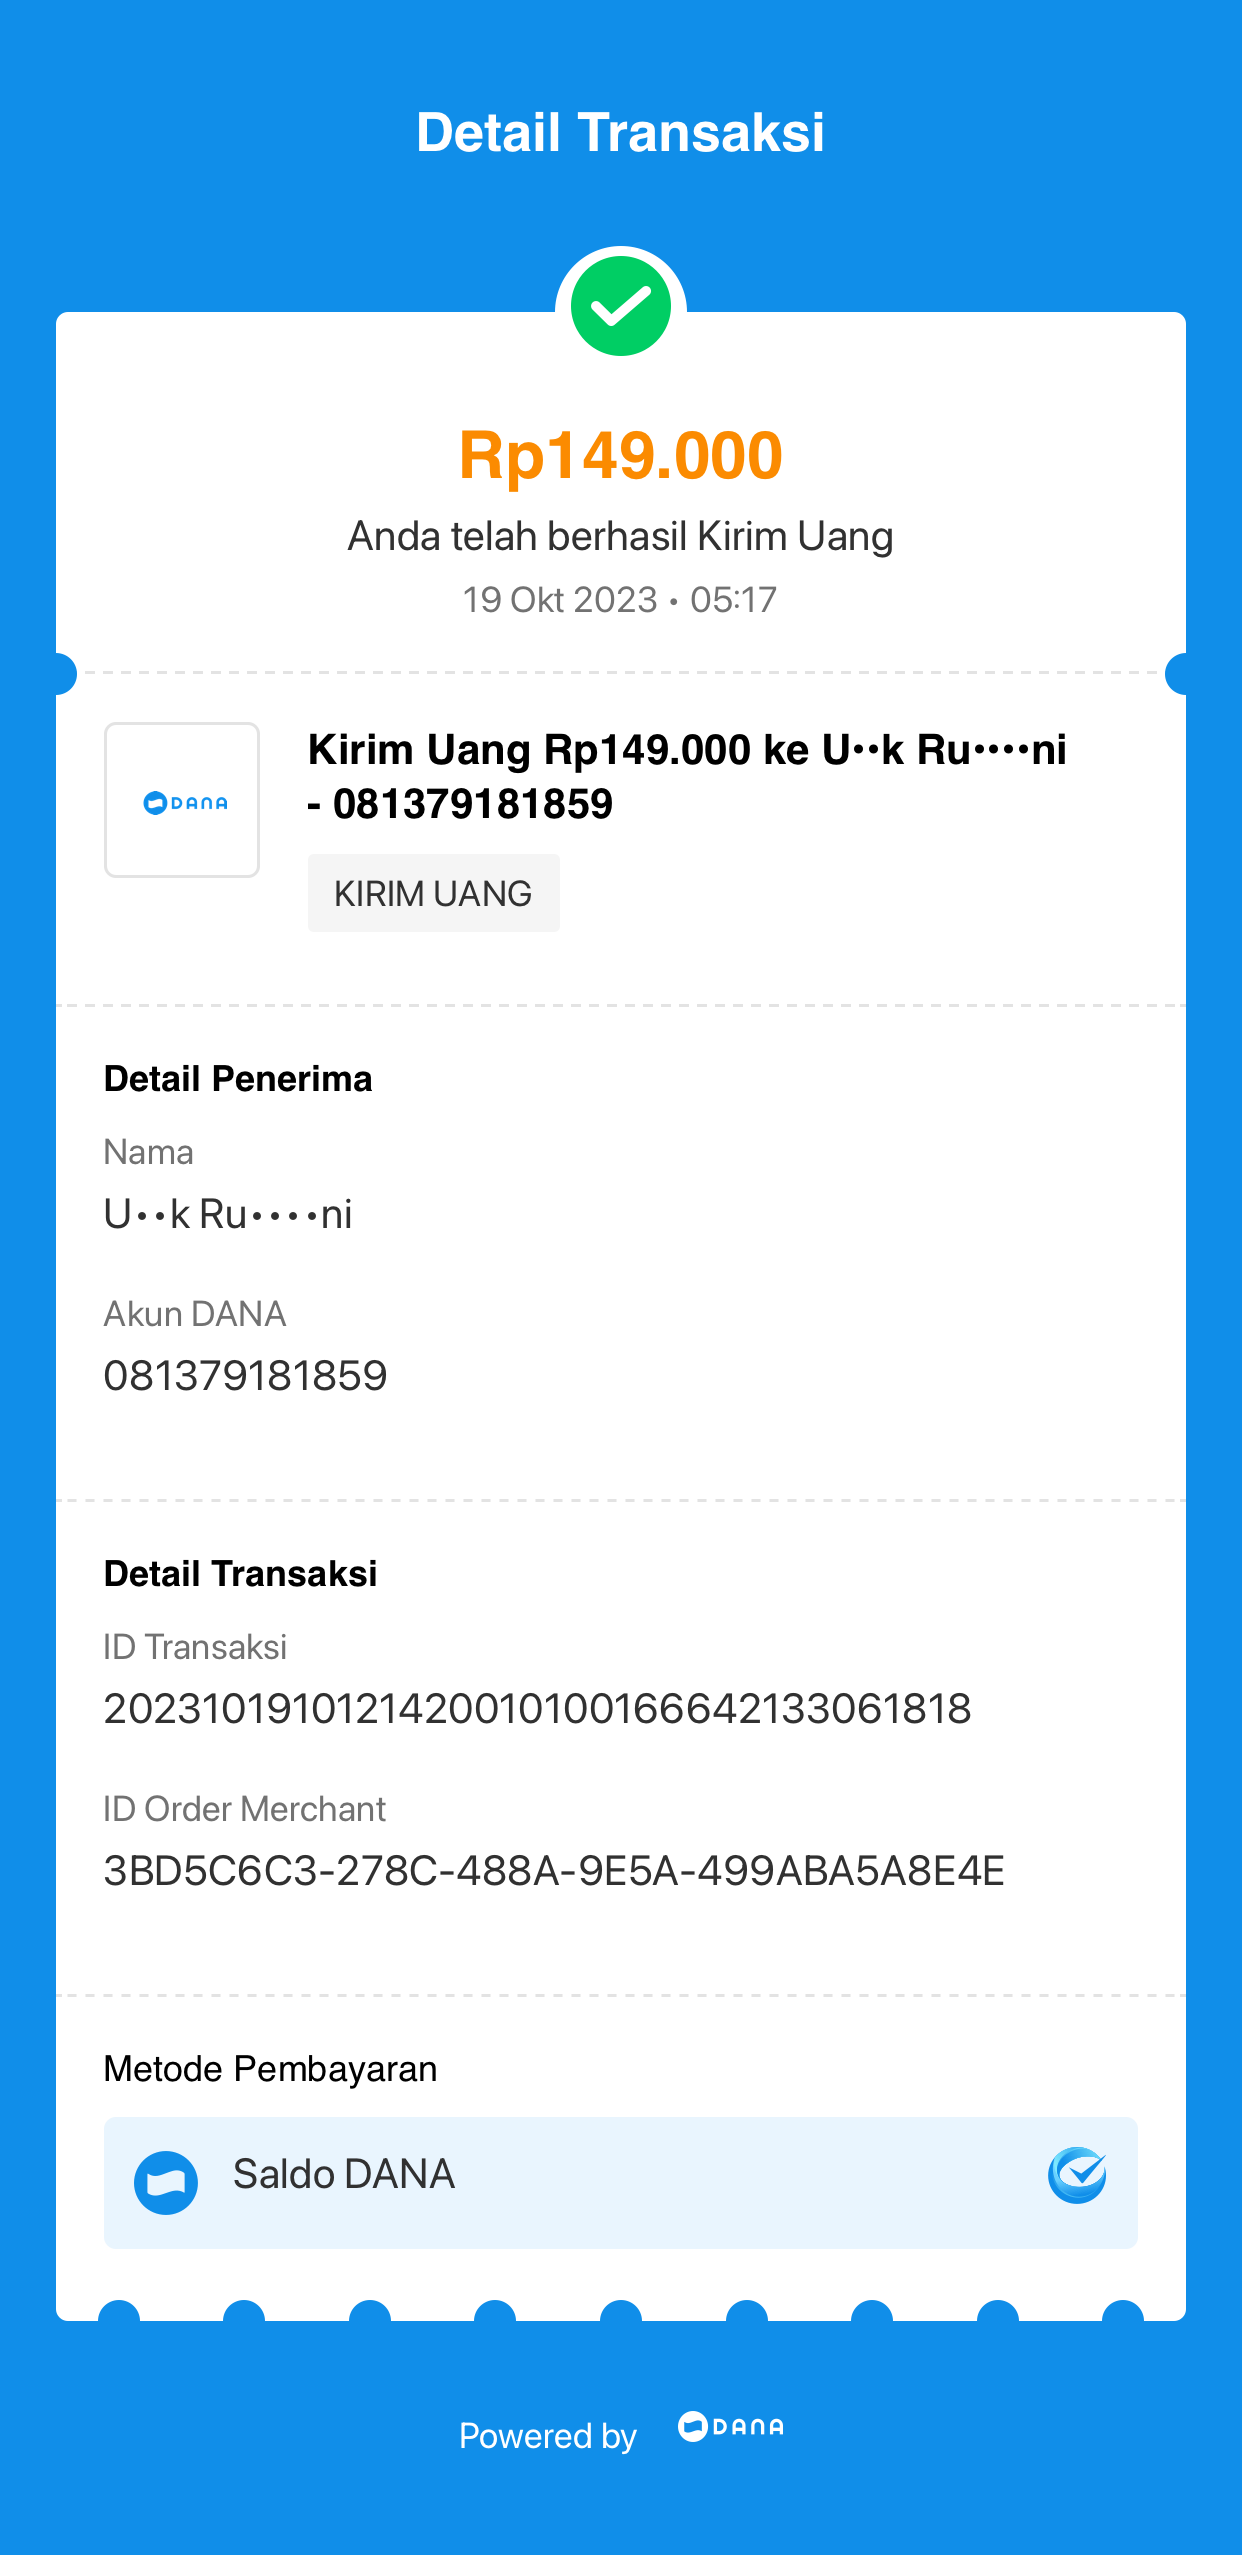 Detail Transaksi
Rp149.000
Anda telah berhasil Kirim Uang
19 Okt 2023 • 05:17
DANA
Kirim Uang Rp149.000 ke U••k Ru••••ni
- 081379181859
KIRIM UANG
Detail Penerima
Nama
U••k Ru••••ni
Akun DANA
081379181859
Detail Transaksi
ID Transaksi
2023101910121420010100166642133061818
ID Order Merchant
3BD5C6C3-278C-488A-9E5A-499ABA5A8E4E
Metode Pembayaran
Saldo DANA
Powered by DANA